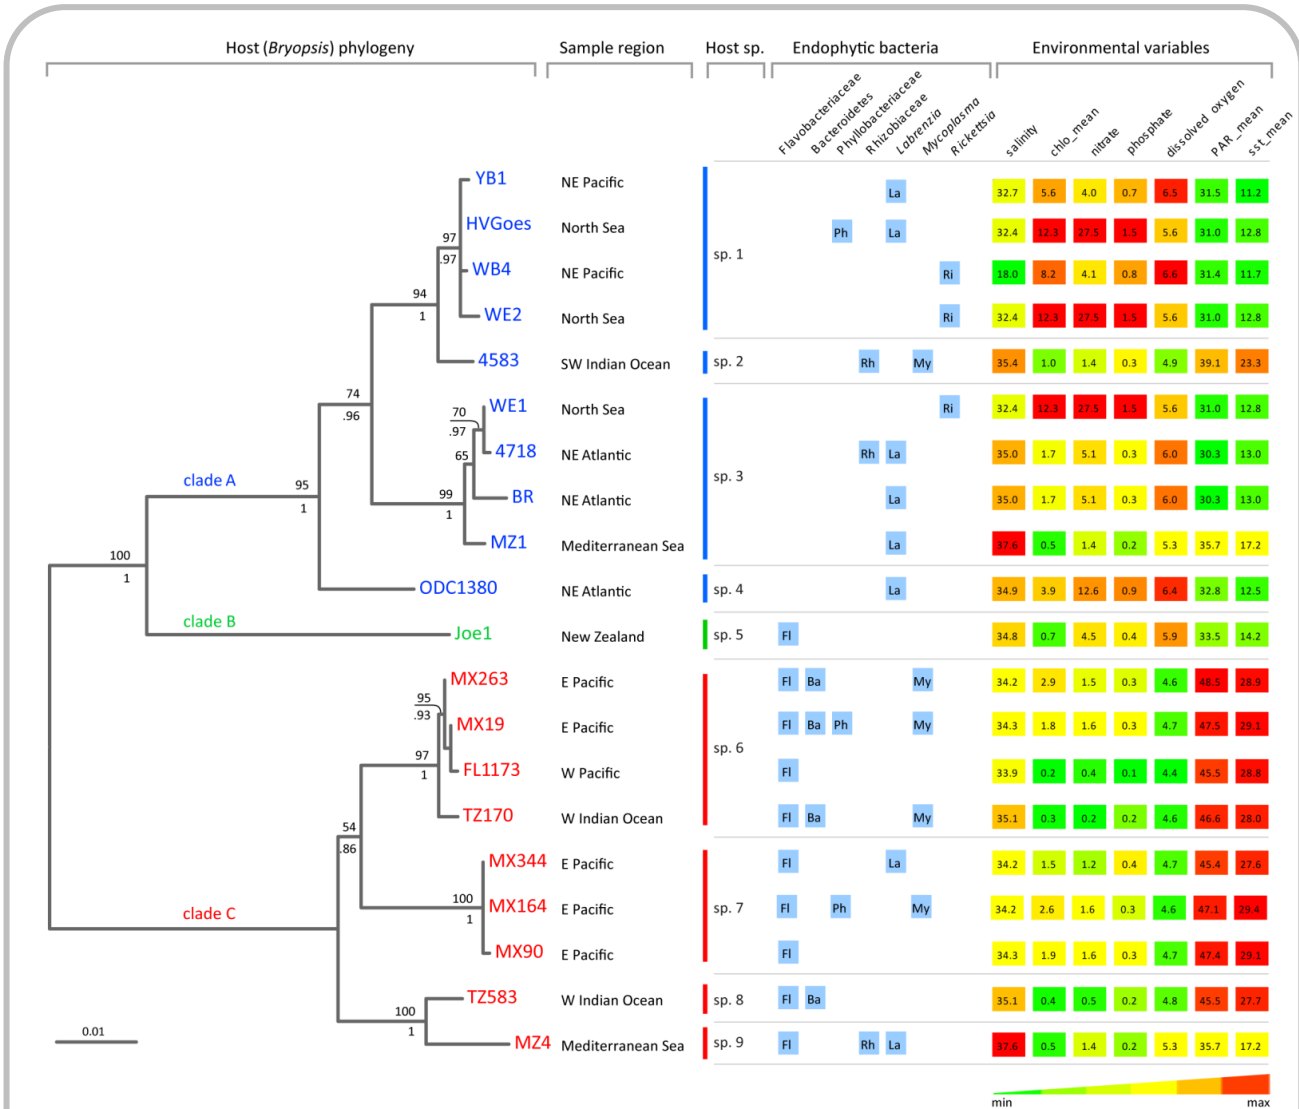 Host (Bryopsis) phylogeny Sample region Host sp. Endophytic bacteria Environmental variables
Flavobacteriaceae Bacteroidetes Phyllobacteriaceae Rhizobiaceae Labrenzia Mycoplasma Rickettsia salinity chlo_mean nitrate phosphate dissolved oxygen PAR_mean sst_mean
YB1 NE Pacific La 32.7 5.6 4.0 0.7 6.5 31.5 11.2
HVGoes North Sea Ph La 32.4 12.3 27.5 1.5 5.6 31.0 12.8
97
.97
sp. 1
WB4 NE Pacific Ri 18.0 8.2 4.1 0.8 6.6 31.4 11.7
94
1
WE2 North Sea Ri 32.4 12.3 27.5 1.5 5.6 31.0 12.8
4583 SW Indian Ocean sp. 2 Rh My 35.4 1.0 1.4 0.3 4.9 39.1 23.3
74
.96
WE1 North Sea Ri 32.4 12.3 27.5 1.5 5.6 31.0 12.8
70
.97
4718 NE Atlantic Rh La 35.0 1.7 5.1 0.3 6.0 30.3 13.0
65
sp. 3
clade A
95
1
99
1
BR NE Atlantic La 35.0 1.7 5.1 0.3 6.0 30.3 13.0
MZ1 Mediterranean Sea La 37.6 0.5 1.4 0.2 5.3 35.7 17.2
100
1
ODC1380 NE Atlantic sp. 4 La 34.9 3.9 12.6 0.9 6.4 32.8 12.5
clade B
Joe1 New Zealand sp. 5 Fl 34.8 0.7 4.5 0.4 5.9 33.5 14.2
MX263 E Pacific Fl Ba My 34.2 2.9 1.5 0.3 4.6 48.5 28.9
95
.93
MX19 E Pacific Fl Ba Ph My 34.3 1.8 1.6 0.3 4.7 47.5 29.1
sp. 6
97
1
FL1173 W Pacific Fl 33.9 0.2 0.4 0.1 4.4 45.5 28.8
TZ170 W Indian Ocean Fl Ba My 35.1 0.3 0.2 0.2 4.6 46.6 28.0
54
.86
MX344 E Pacific Fl La 34.2 1.5 1.2 0.4 4.7 45.4 27.6
clade C
100
1
MX164 E Pacific sp. 7 Fl Ph My 34.2 2.6 1.6 0.3 4.6 47.1 29.4
MX90 E Pacific Fl 34.3 1.9 1.6 0.3 4.7 47.4 29.1
TZ583 W Indian Ocean sp. 8 Fl Ba 35.1 0.4 0.5 0.2 4.8 45.5 27.7
100
1
0.01
MZ4 Mediterranean Sea sp. 9 Fl Rh La 37.6 0.5 1.4 0.2 5.3 35.7 17.2
min max